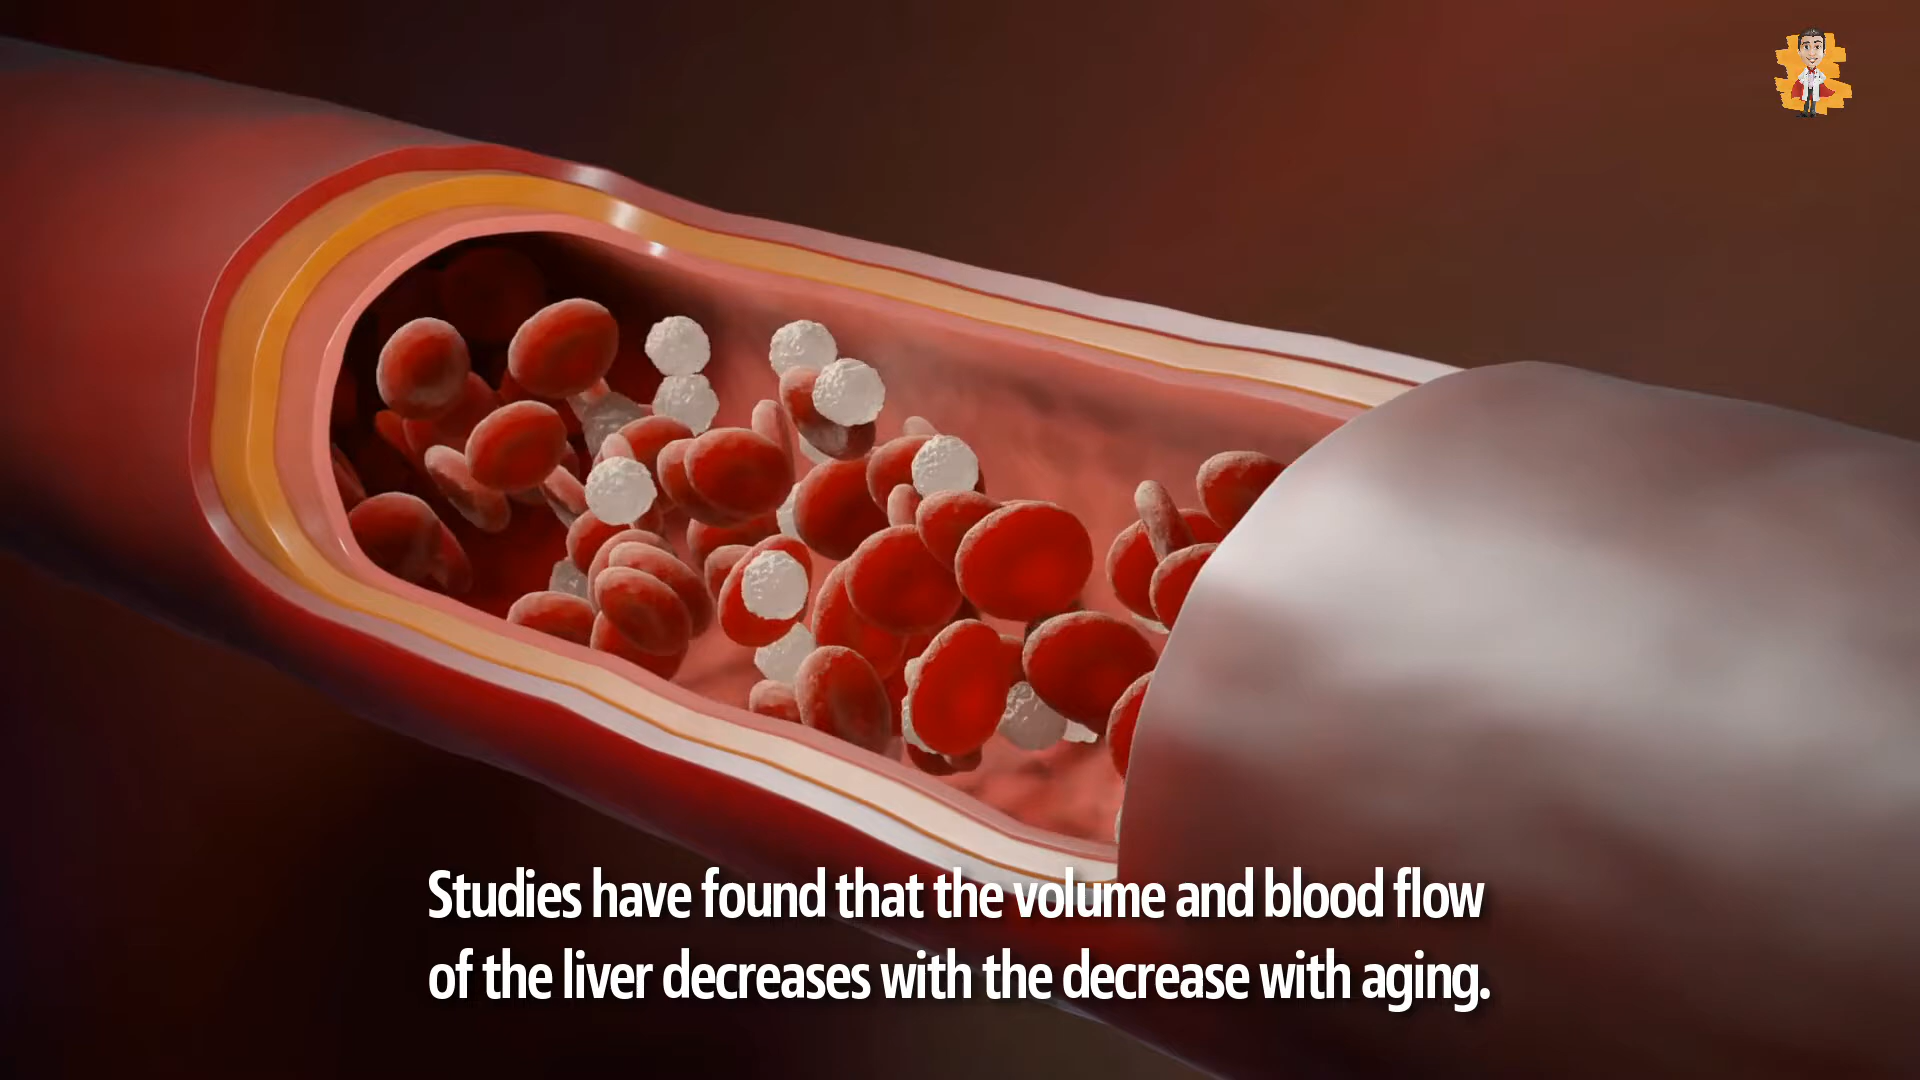 Studies have found that the volume and blood flow
of the liver decreases with the decrease with aging.